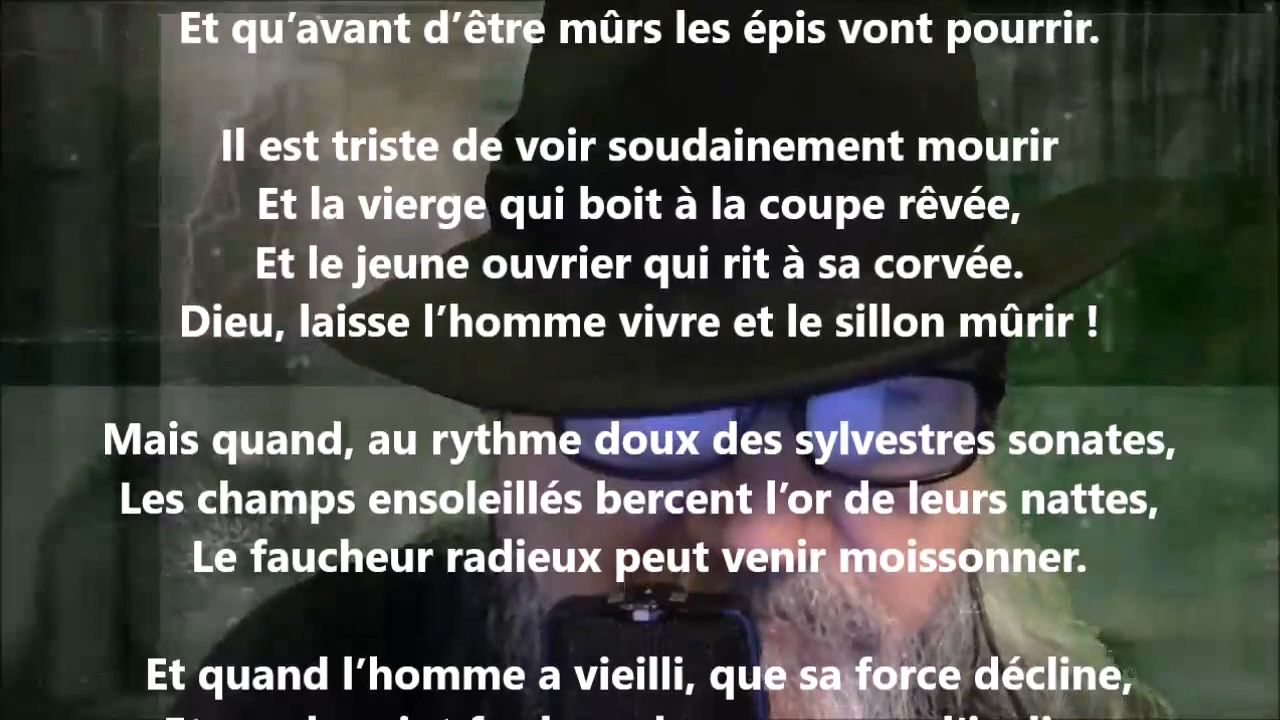 Et qu’avant d’être mûrs les épis vont pourrir.
Il est triste de voir soudainement mourir
Et la vierge qui boit à la coupe rêvée,
Et le jeune ouvrier qui rit à sa corvée.
Dieu, laisse l’homme vivre et le sillon mûrir !
Mais quand, au rythme doux des sylvestres sonates,
Les champs ensoleillés bercent l’or de leurs nattes,
Le faucheur radieux peut venir moissonner.
Et quand l’homme a vieilli, que sa force décline,